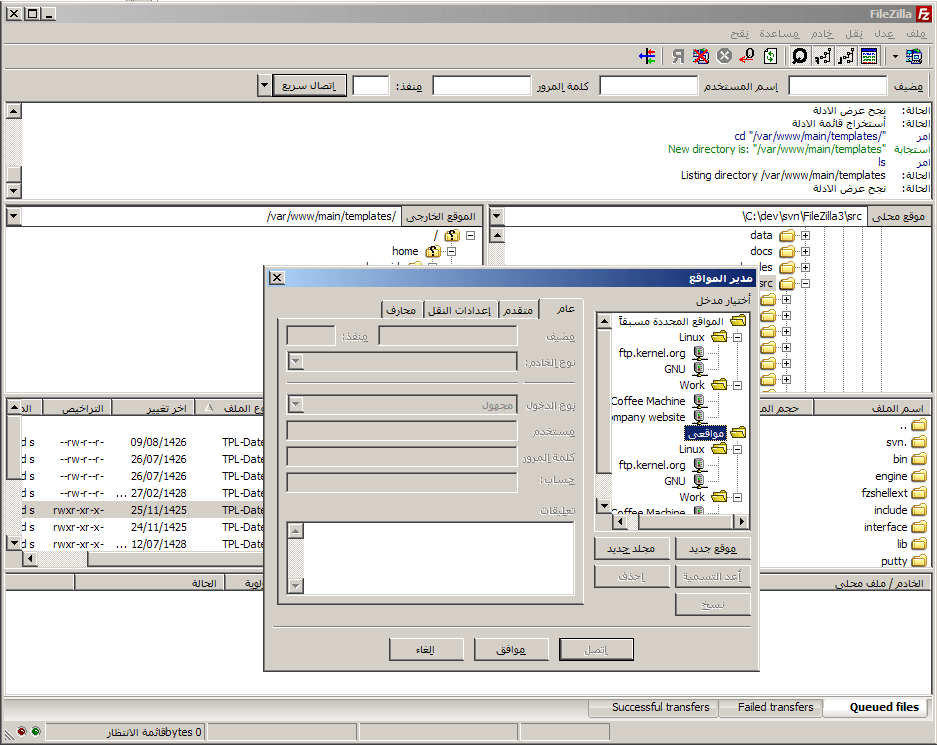 FileZilla
ملف عدل نقل خادم مساعدة نقح
مضيف اسم المستخدم كلمة المرور منفذ: إتصال سريع
الحالة: نجح عرض الادلة
الحالة: أستخراج قائمة الادلة
امر cd "/var/www/main/templates/"
استجابة New directory is: "/var/www/main/templates"
امر ls
الحالة: Listing directory /var/www/main/templates
الحالة: نجح عرض الادلة
موقع محلي \C:\dev\svn\FileZilla3\src
الموقع الخارجي /var/www/main/templates/
data
docs
src
/
home
اسم الملف
..
.svn
bin
engine
fzshellext
include
interface
lib
putty
اخر تغيير التراخيص
TPL-Date 09/08/1426 --rw-r--r-
TPL-Date 26/07/1426 --rw-r--r-
TPL-Date 26/07/1426 --rw-r--r-
TPL-Date 27/02/1428 ... --rw-r--r-
TPL-Date 25/11/1425 rwxr-xr-x-
TPL-Date 24/11/1425 rwxr-xr-x-
TPL-Date 12/07/1428 ... rwxr-xr-x-
مدير المواقع
أختيار مدخل
المواقع المحددة مسبقاً
Linux
ftp.kernel.org
GNU
Work
Coffee Machine
website
مواقعي
Linux
ftp.kernel.org
GNU
Work
Coffee Machine
موقع جديد مجلد جديد
أعد التسمية إحذف
نسخ
عام متقدم إعدادات النقل محارف
مضيف منفذ:
نوع الخادم:
نوع الدخول مجهول
مستخدم
كلمة المرور
حساب:
تعليقات
إتصل موافق إلغاء
الخادم / ملف محلي الحالة
Queued files Failed transfers Successful transfers
قائمة الانتظار 0 bytes